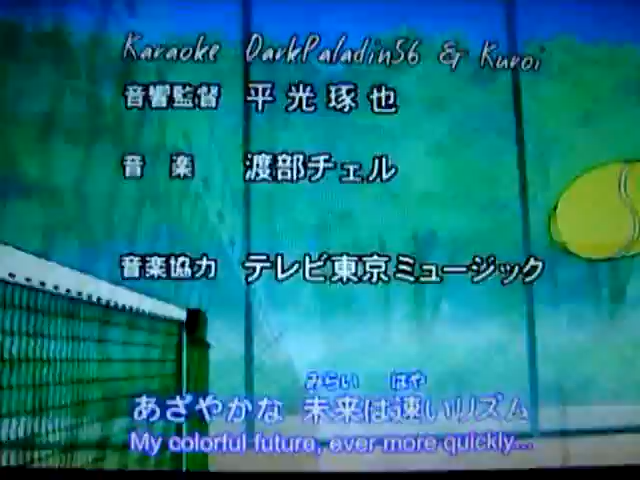 Karaoke DarkPaladin56 & Kuroi
音響監督 平光琢也
音楽 渡部チェル
音楽協力 テレビ東京ミュージック
みらい はや
あざやかな 未来は速いリズム
My colorful future, ever more quickly...